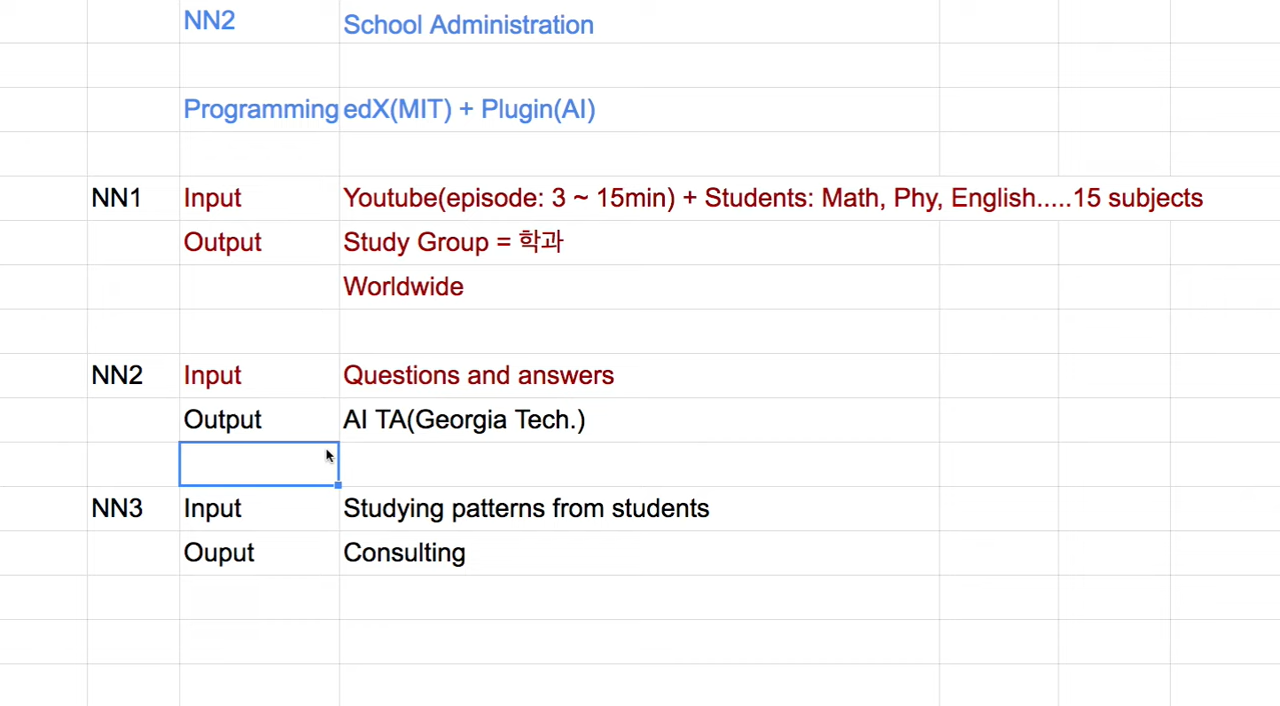 NN2 School Administration
Programming edX(MIT) + Plugin(AI)
NN1 Input Youtube(episode: 3 ~ 15min) + Students: Math, Phy, English.....15 subjects
Output Study Group = 학과
Worldwide
NN2 Input Questions and answers
Output AI TA(Georgia Tech.)
NN3 Input Studying patterns from students
Ouput Consulting